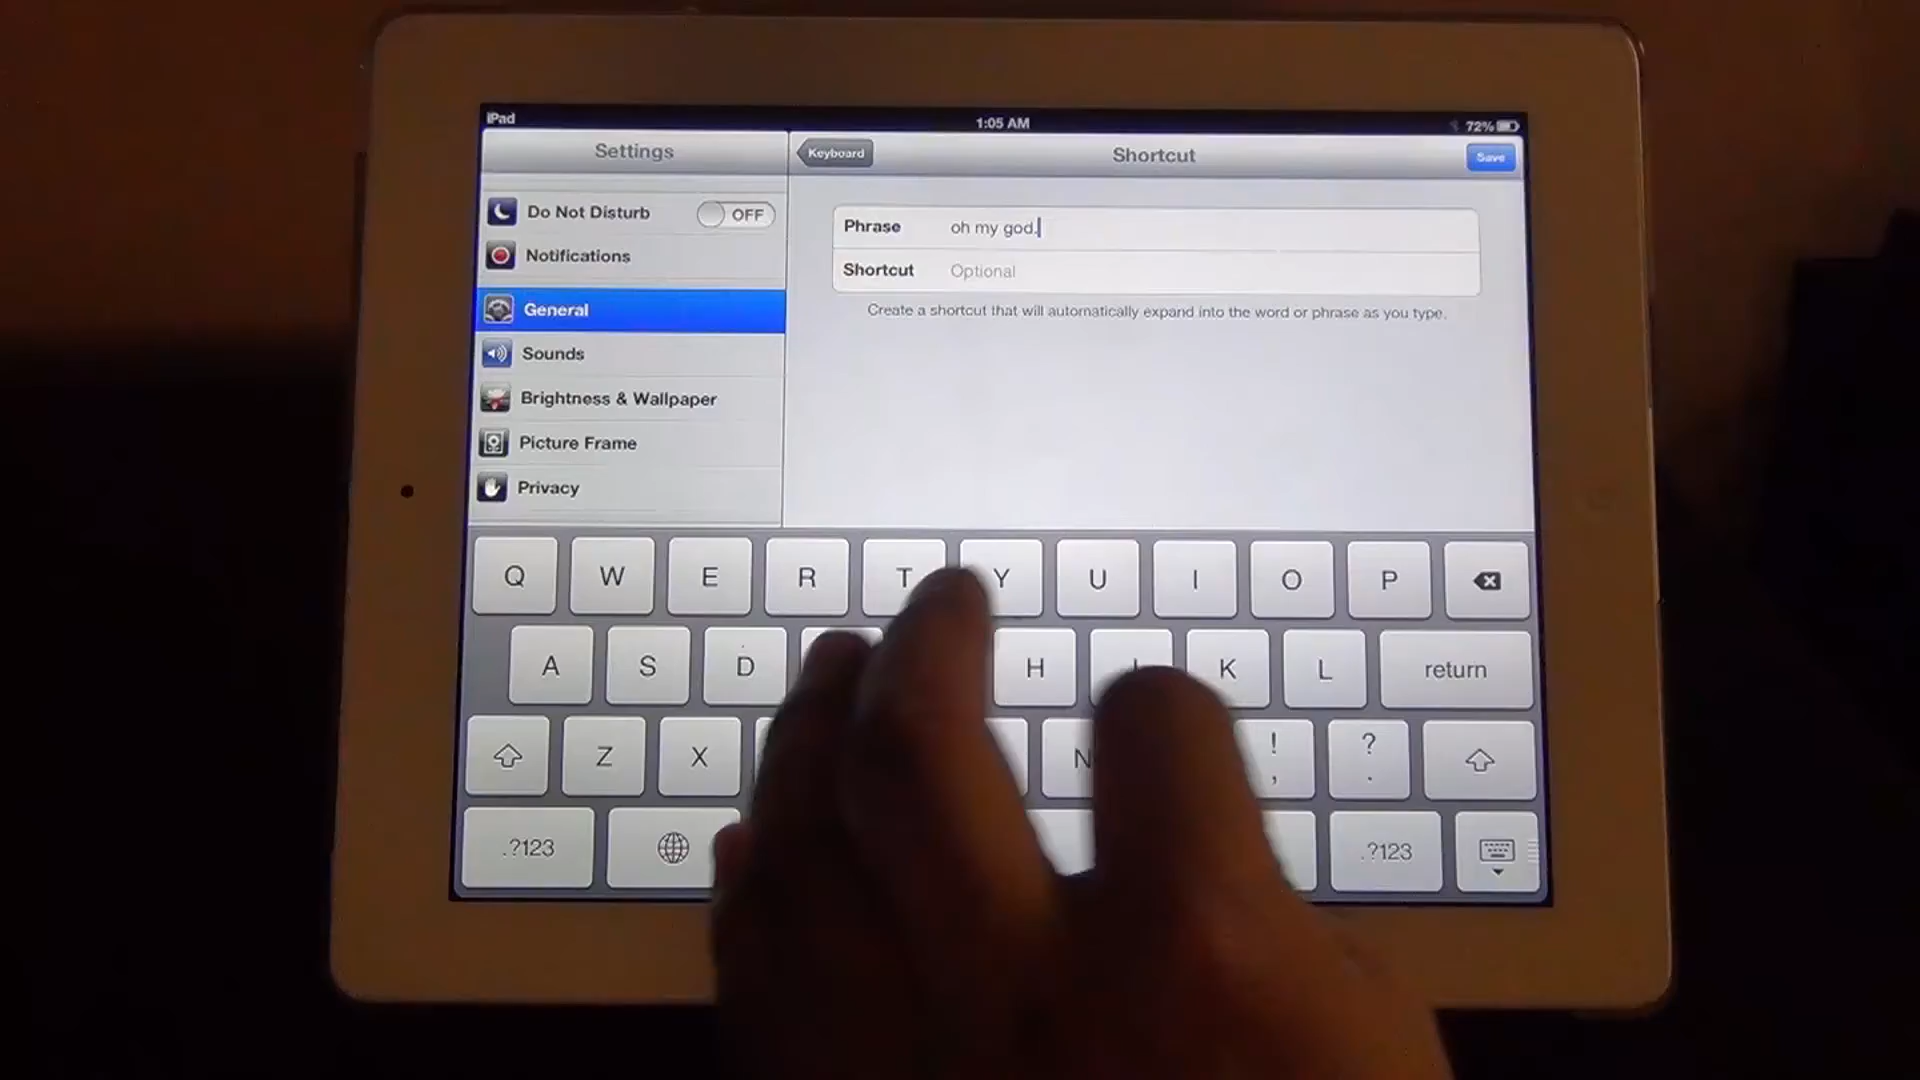 iPad 1:05 AM 72%
Settings
Keyboard Shortcut Save
Do Not Disturb OFF
Notifications
General
Sounds
Brightness & Wallpaper
Picture Frame
Privacy
Phrase oh my god.
Shortcut Optional
Create a shortcut that will automatically expand into the word or phrase as you type.
Q W E R T Y U I O P
A S D H K L return
Z X N ! , ? .
.?123 .?123